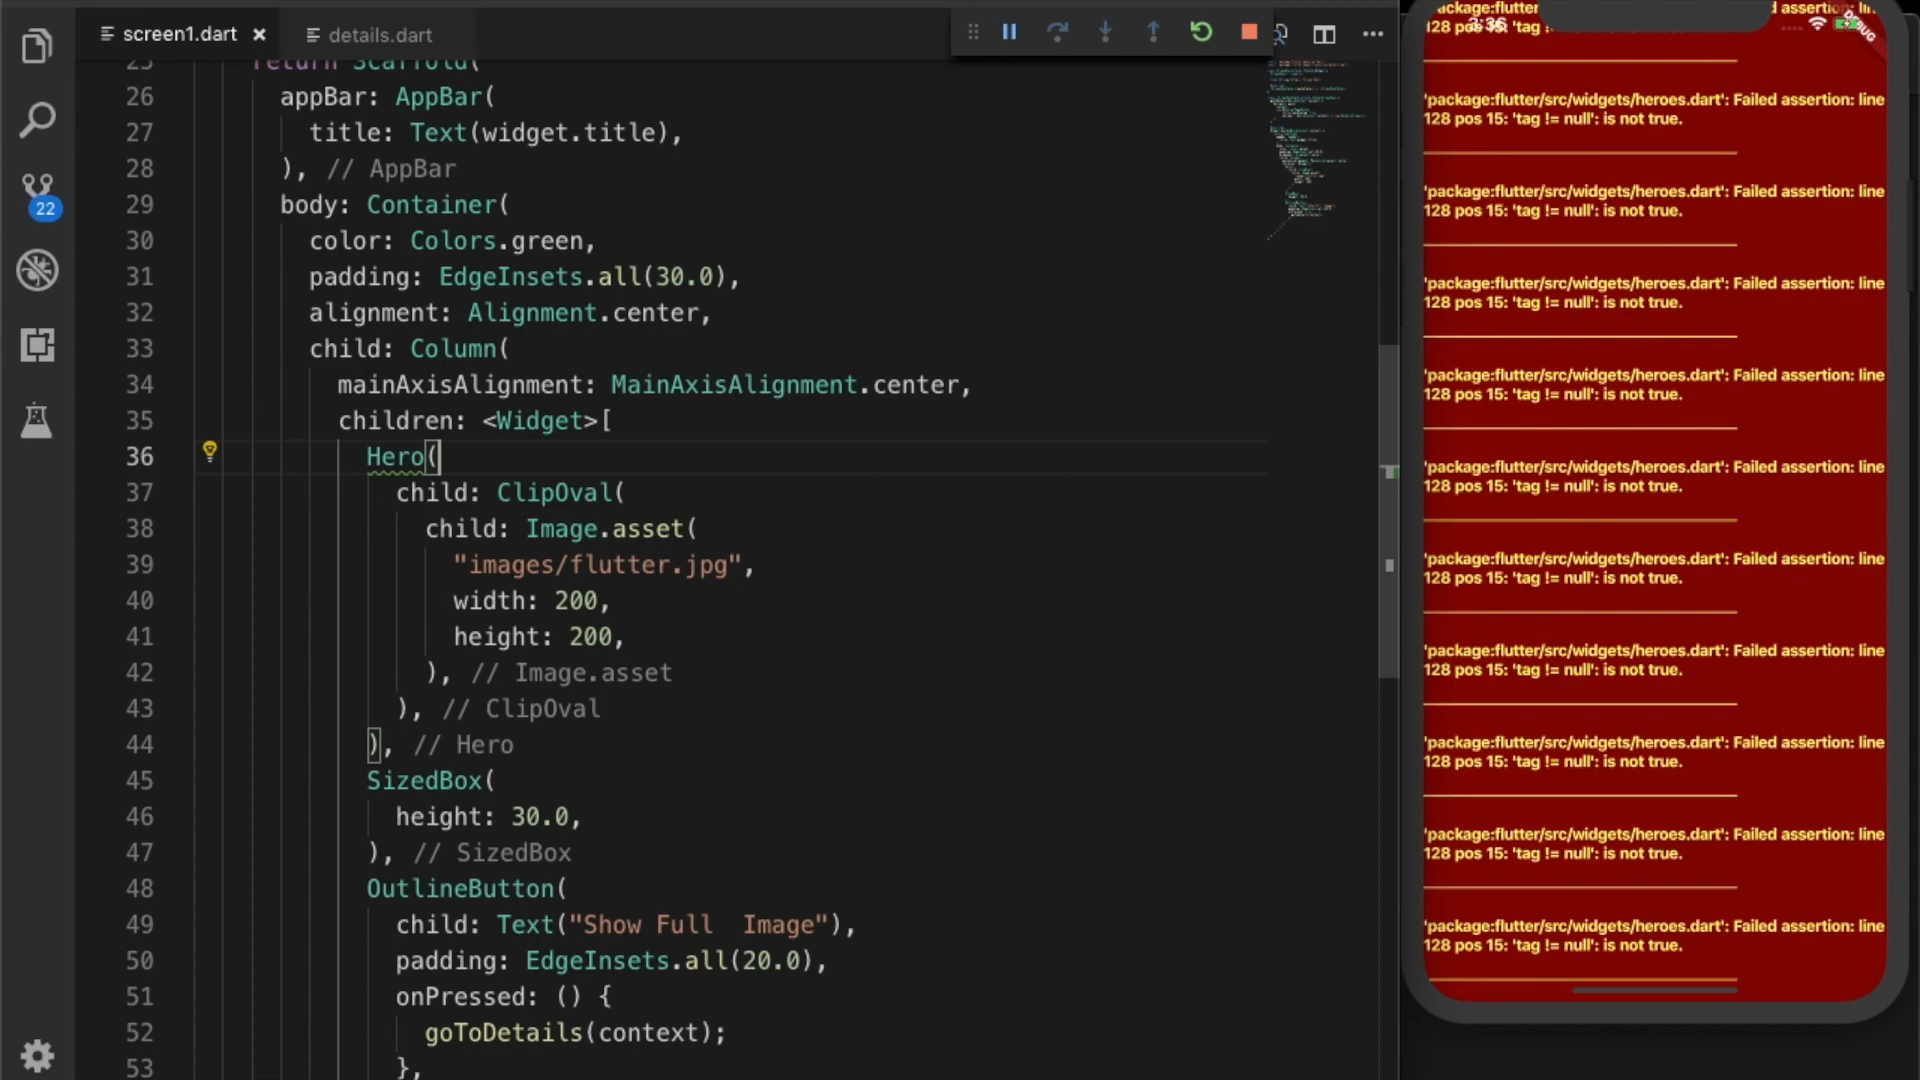 screen1.dart
details.dart
25 return Scaffold(
26 appBar: AppBar(
27 title: Text(widget.title),
28 ), // AppBar
29 body: Container(
30 color: Colors.green,
31 padding: EdgeInsets.all(30.0),
32 alignment: Alignment.center,
33 child: Column(
34 mainAxisAlignment: MainAxisAlignment.center,
35 children: <Widget>[
36 Hero(
37 child: ClipOval(
38 child: Image.asset(
39 "images/flutter.jpg",
40 width: 200,
41 height: 200,
42 ), // Image.asset
43 ), // ClipOval
44 ), // Hero
45 SizedBox(
46 height: 30.0,
47 ), // SizedBox
48 OutlineButton(
49 child: Text("Show Full  Image"),
50 padding: EdgeInsets.all(20.0),
51 onPressed: () {
52 goToDetails(context);
53 },
22
3:36
'package:flutter/src/widgets/heroes.dart': Failed assertion: line
128 pos 15: 'tag != null': is not true.
'package:flutter/src/widgets/heroes.dart': Failed assertion: line
128 pos 15: 'tag != null': is not true.
'package:flutter/src/widgets/heroes.dart': Failed assertion: line
128 pos 15: 'tag != null': is not true.
'package:flutter/src/widgets/heroes.dart': Failed assertion: line
128 pos 15: 'tag != null': is not true.
'package:flutter/src/widgets/heroes.dart': Failed assertion: line
128 pos 15: 'tag != null': is not true.
'package:flutter/src/widgets/heroes.dart': Failed assertion: line
128 pos 15: 'tag != null': is not true.
'package:flutter/src/widgets/heroes.dart': Failed assertion: line
128 pos 15: 'tag != null': is not true.
'package:flutter/src/widgets/heroes.dart': Failed assertion: line
128 pos 15: 'tag != null': is not true.
'package:flutter/src/widgets/heroes.dart': Failed assertion: line
128 pos 15: 'tag != null': is not true.
'package:flutter/src/widgets/heroes.dart': Failed assertion: line
128 pos 15: 'tag != null': is not true.